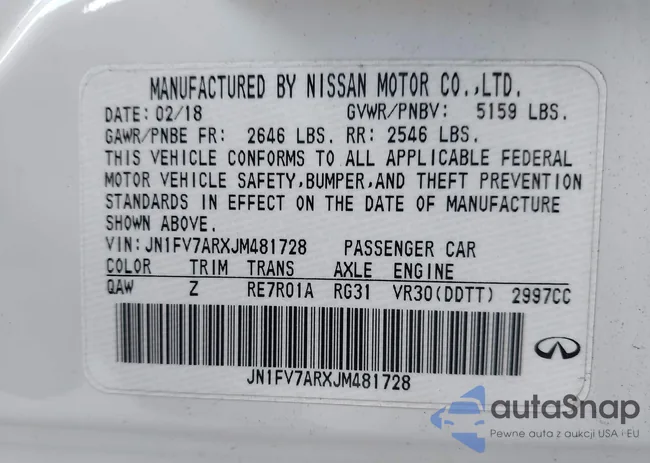 MANUFACTURED BY NISSAN MOTOR CO.,LTD.
DATE: 02/18 GVWR/PNBV: 5159 LBS.
GAWR/PNBE FR: 2646 LBS. RR: 2546 LBS.
THIS VEHICLE CONFORMS TO ALL APPLICABLE FEDERAL
MOTOR VEHICLE SAFETY,BUMPER,AND THEFT PREVENTION
STANDARDS IN EFFECT ON THE DATE OF MANUFACTURE
SHOWN ABOVE.
VIN:JN1FV7ARXJM481728 PASSENGER CAR
COLOR TRIM TRANS AXLE ENGINE
QAW Z RE7R01A RG31 VR30(DDTT) 2997CC
JN1FV7ARXJM481728
autoSnap
Pewne auta z aukcji USA i EU